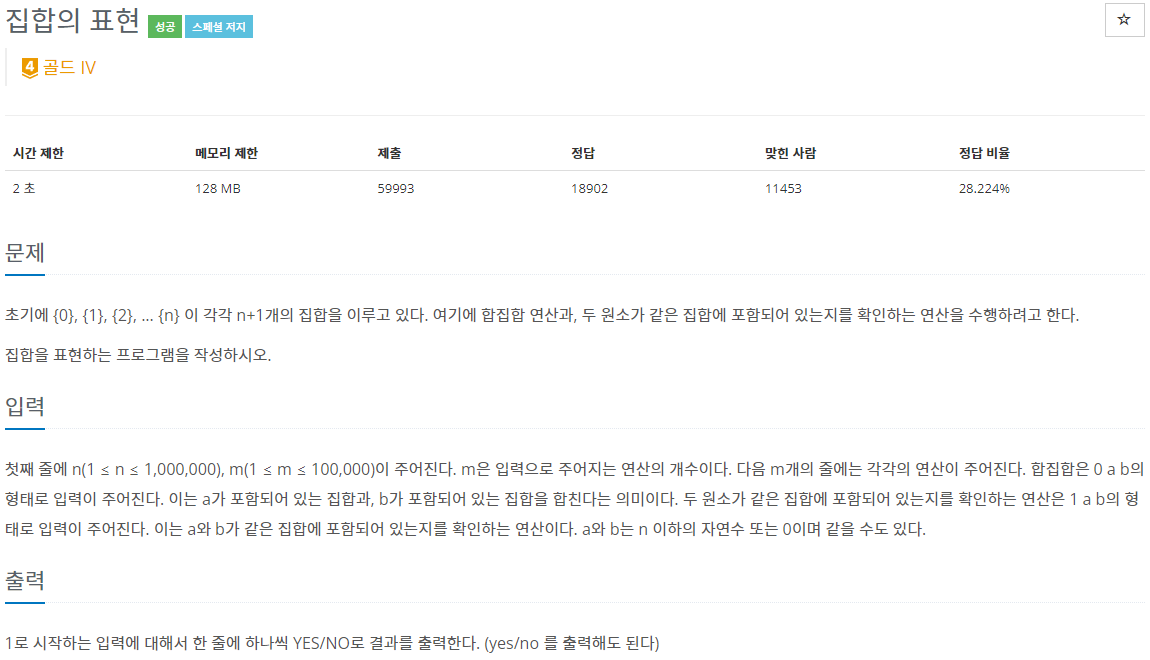 집합의 표현 성공 스페셜 저지
☆
4 골드 IV
시간 제한 메모리 제한 제출 정답 맞힌 사람 정답 비율
2 초 128 MB 59993 18902 11453 28.224%
문제
초기에 {0}, {1}, {2}, ... {n} 이 각각 n+1개의 집합을 이루고 있다. 여기에 합집합 연산과, 두 원소가 같은 집합에 포함되어 있는지를 확인하는 연산을 수행하려고 한다.
집합을 표현하는 프로그램을 작성하시오.
입력
첫째 줄에 n(1 ≤ n ≤ 1,000,000), m(1 ≤ m ≤ 100,000)이 주어진다. m은 입력으로 주어지는 연산의 개수이다. 다음 m개의 줄에는 각각의 연산이 주어진다. 합집합은 0 a b의
형태로 입력이 주어진다. 이는 a가 포함되어 있는 집합과, b가 포함되어 있는 집합을 합친다는 의미이다. 두 원소가 같은 집합에 포함되어 있는지를 확인하는 연산은 1 a b의 형
태로 입력이 주어진다. 이는 a와 b가 같은 집합에 포함되어 있는지를 확인하는 연산이다. a와 b는 n 이하의 자연수 또는 0이며 같을 수도 있다.
출력
1로 시작하는 입력에 대해서 한 줄에 하나씩 YES/NO로 결과를 출력한다. (yes/no 를 출력해도 된다)